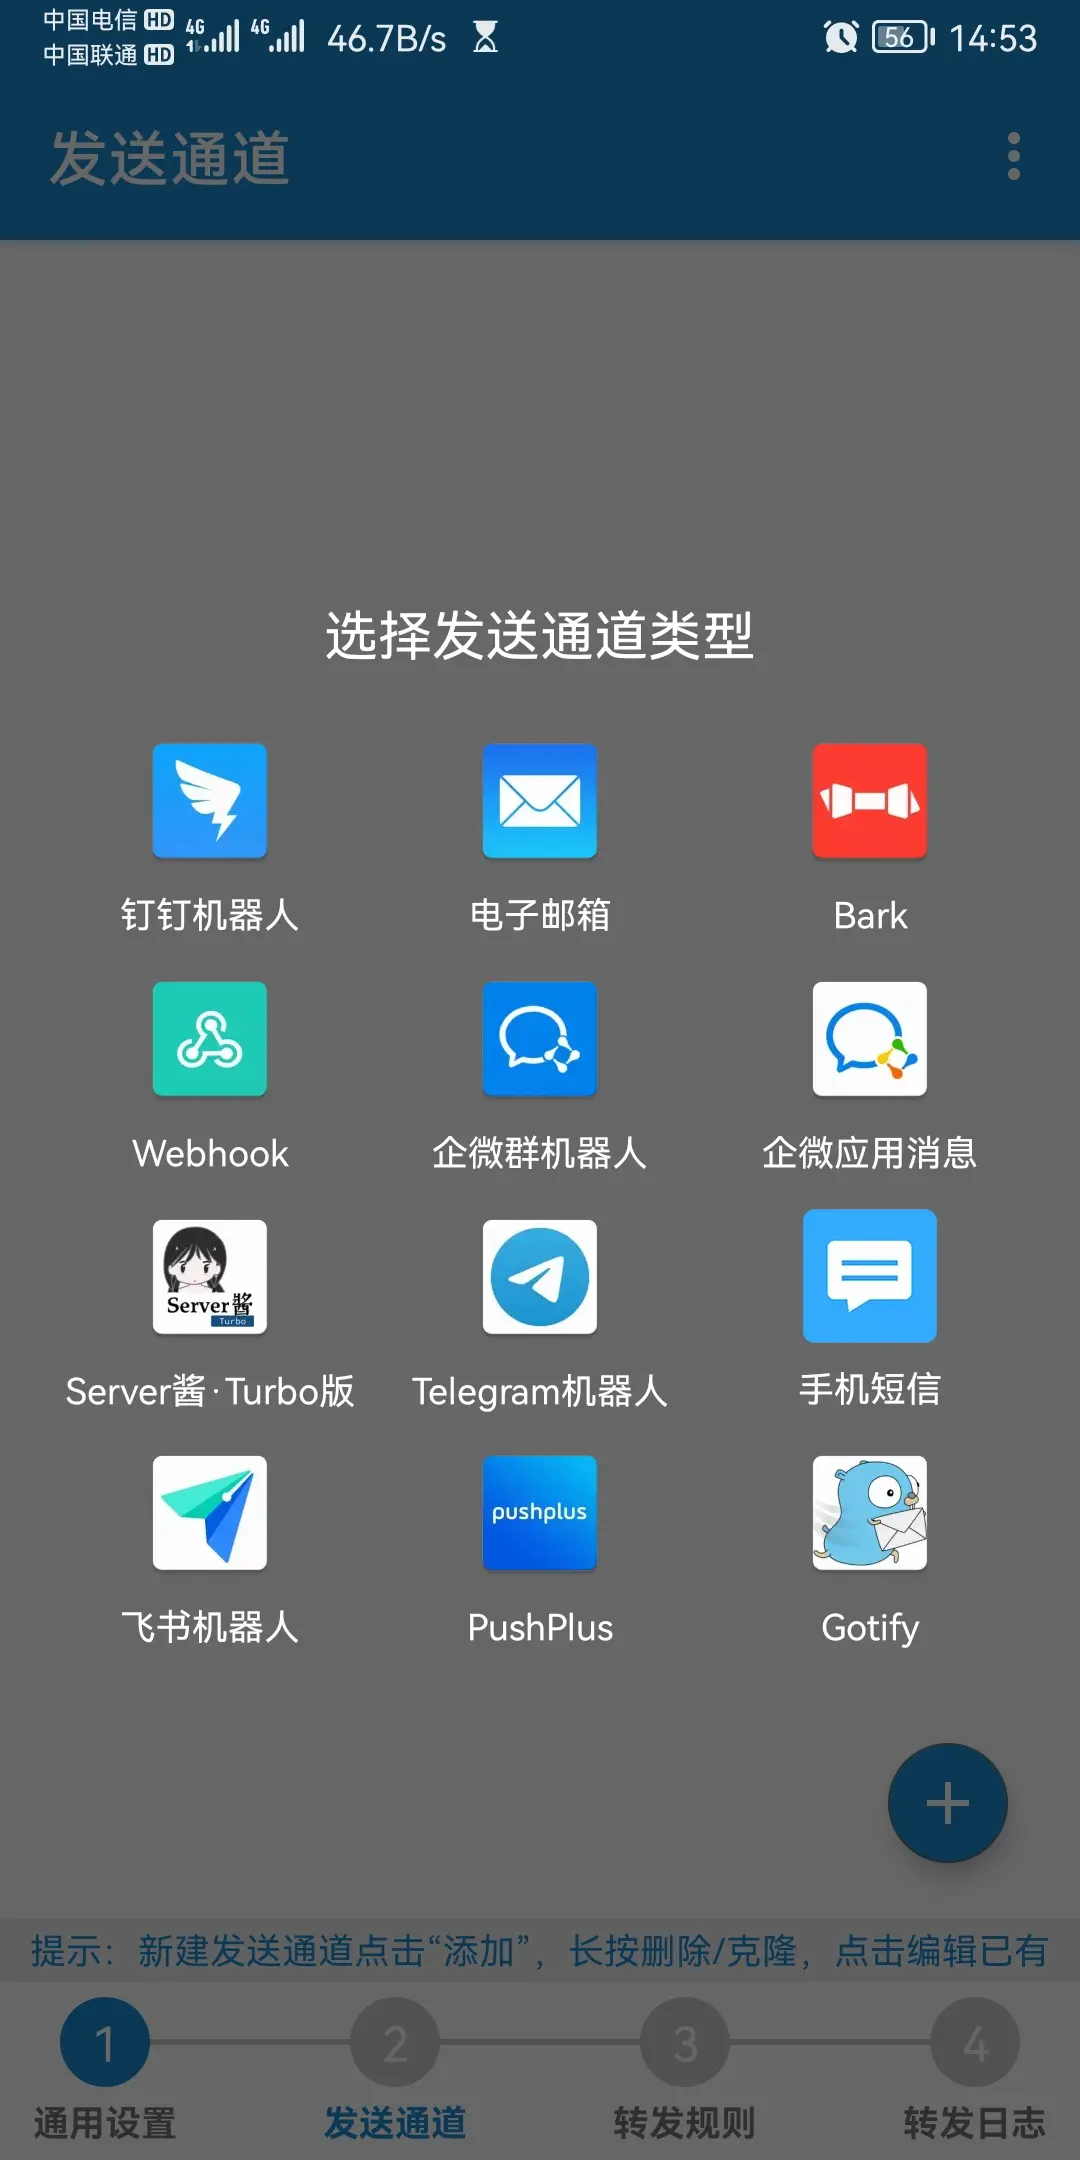 中国电信 HD 4G 4G 46.7B/s 56 14:53
中国联通 HD
发送通道
选择发送通道类型
钉钉机器人 电子邮箱 Bark
Webhook 企微群机器人 企微应用消息
Server酱
Turbo
Server酱·Turbo版 Telegram机器人 手机短信
pushplus
飞书机器人 PushPlus Gotify
提示：新建发送通道点击“添加”，长按删除/克隆，点击编辑已有
1 2 3 4
通用设置 发送通道 转发规则 转发日志